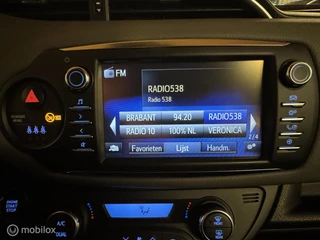 FM
RADIO538
Radio 538
BRABANT 94.20 RADIO538
RADIO 10 100% NL VERONICA
2/4
Favorieten Lijst Handm.
A/C
DUAL
mobilox